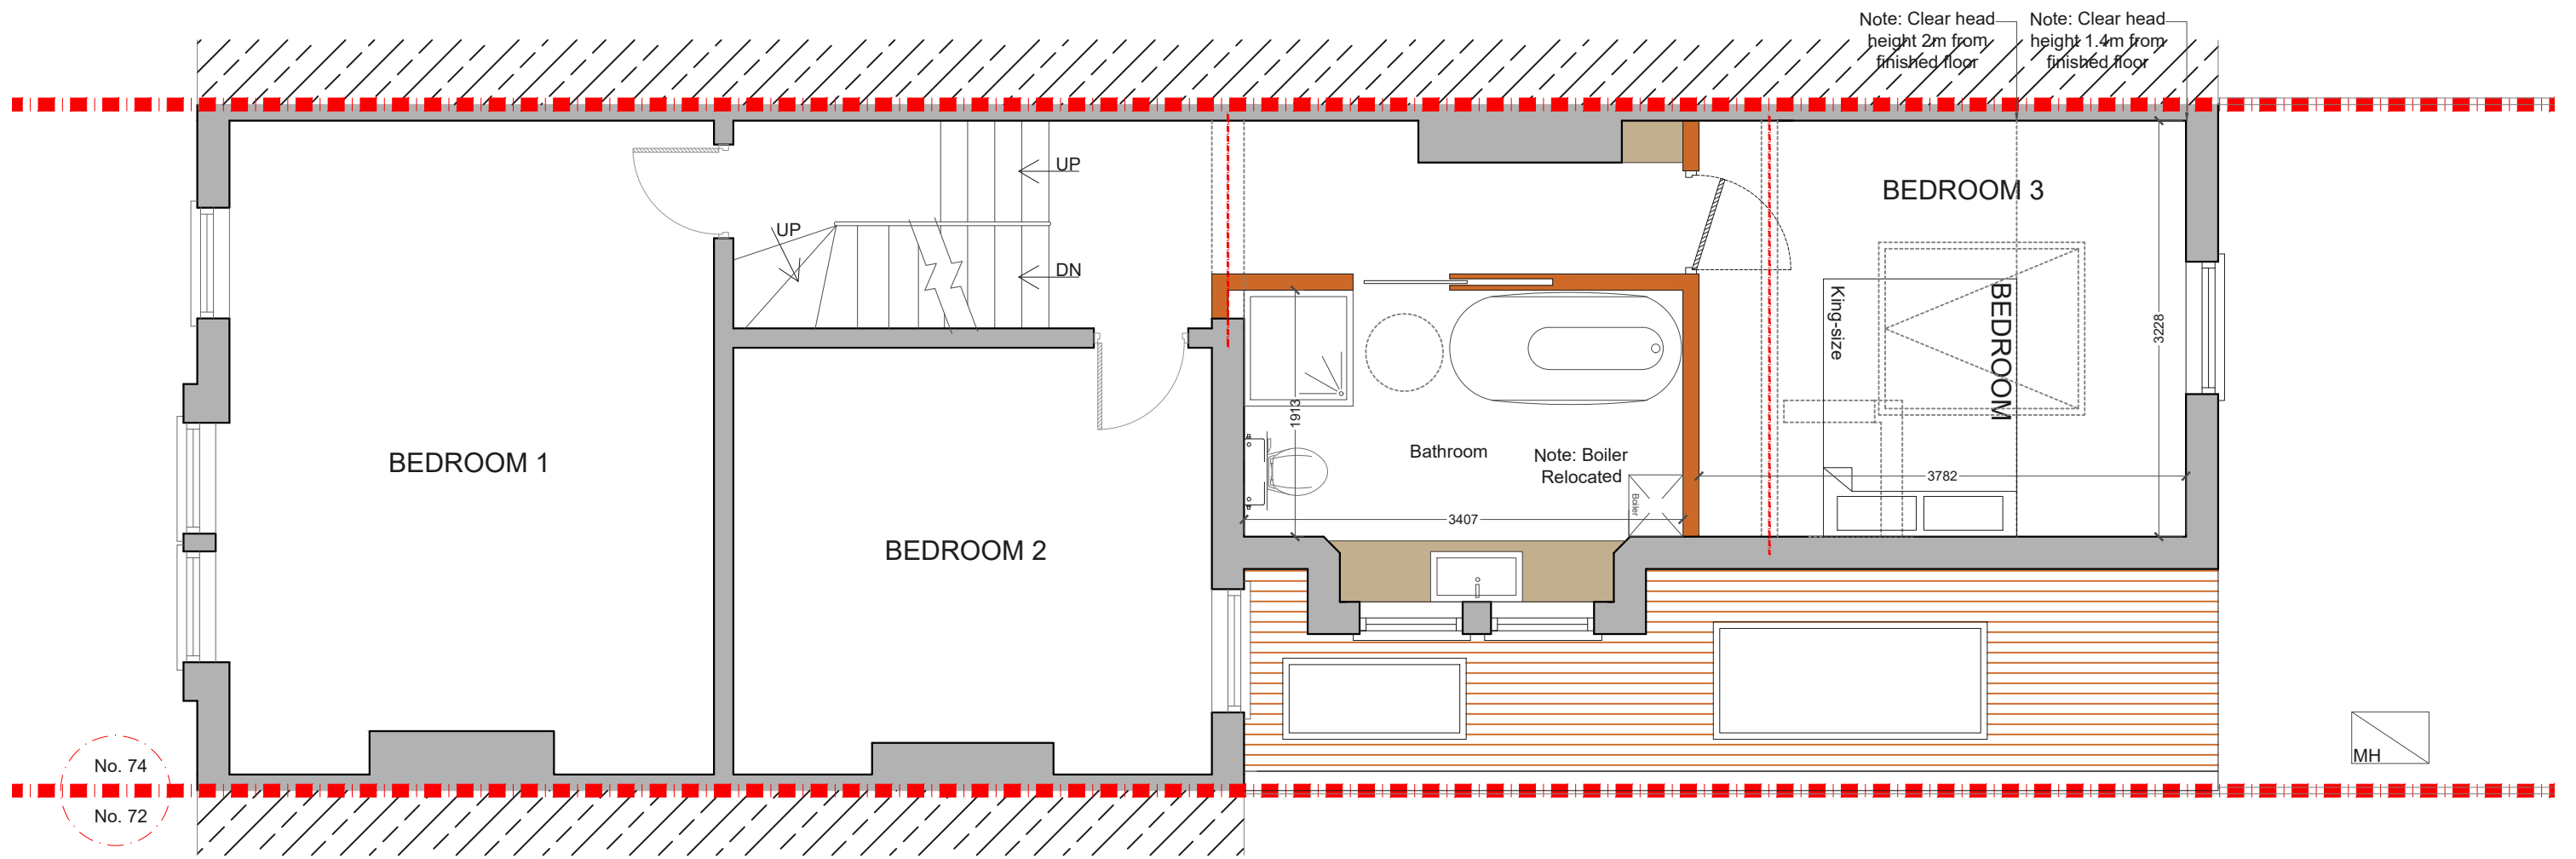 Note: Clear head
height 2m from
finished floor
Note: Clear head
height 1.4m from
finished floor
UP
UP
DN
BEDROOM 3
King-size
BEDROOM
3228
1913
BEDROOM 1
Bathroom
Note: Boiler
Relocated
Boiler
3782
3407
BEDROOM 2
No. 74
No. 72
MH